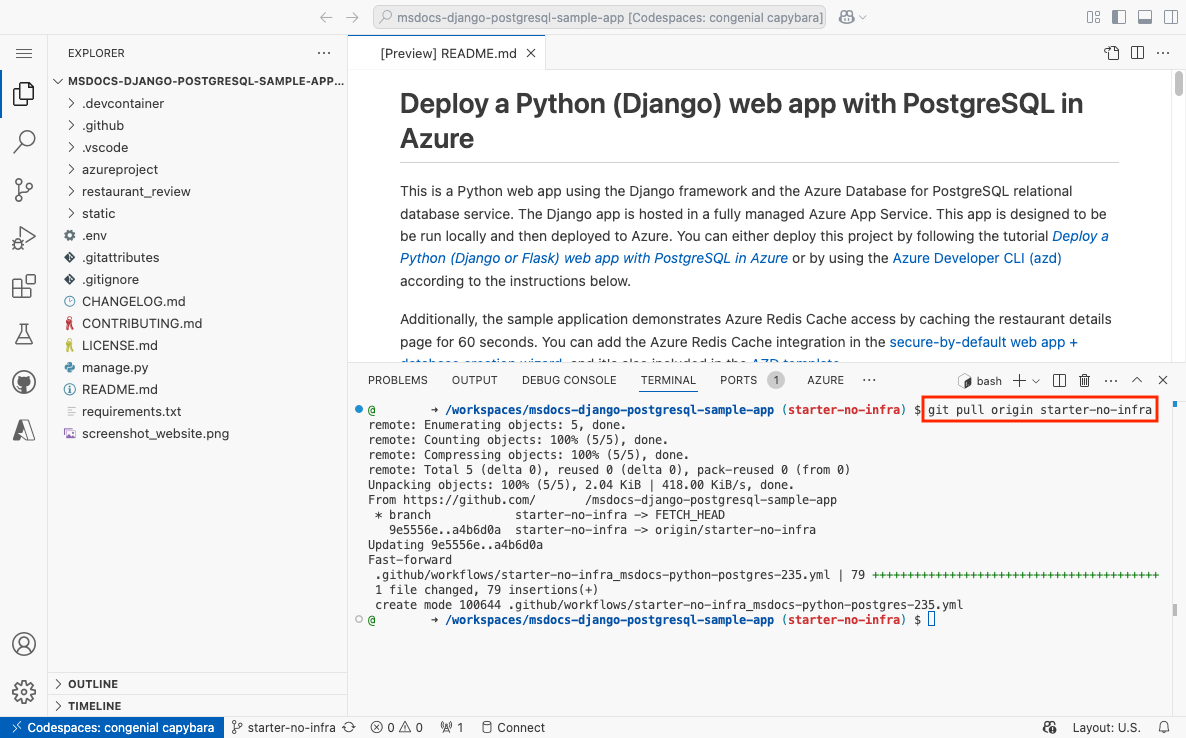 msdocs-django-postgresql-sample-app [Codespaces: congenial capybara]
EXPLORER
[Preview] README.md
MSDOCS-DJANGO-POSTGRESQL-SAMPLE-APP...
.devcontainer
.github
.vscode
azureproject
restaurant_review
static
.env
.gitattributes
.gitignore
CHANGELOG.md
CONTRIBUTING.md
LICENSE.md
manage.py
README.md
requirements.txt
screenshot_website.png
OUTLINE
TIMELINE
Deploy a Python (Django) web app with PostgreSQL in
Azure
This is a Python web app using the Django framework and the Azure Database for PostgreSQL relational
database service. The Django app is hosted in a fully managed Azure App Service. This app is designed to be
be run locally and then deployed to Azure. You can either deploy this project by following the tutorial Deploy a
Python (Django or Flask) web app with PostgreSQL in Azure or by using the Azure Developer CLI (azd)
according to the instructions below.
Additionally, the sample application demonstrates Azure Redis Cache access by caching the restaurant details
page for 60 seconds. You can add the Azure Redis Cache integration in the secure-by-default web app +
database creation wizard, and it's also included in the AZD template.
PROBLEMS OUTPUT DEBUG CONSOLE TERMINAL PORTS 1 AZURE ··· bash
@ → /workspaces/msdocs-django-postgresql-sample-app (starter-no-infra) $ git pull origin starter-no-infra
remote: Enumerating objects: 5, done.
remote: Counting objects: 100% (5/5), done.
remote: Compressing objects: 100% (5/5), done.
remote: Total 5 (delta 0), reused 0 (delta 0), pack-reused 0 (from 0)
Unpacking objects: 100% (5/5), 2.04 KiB | 418.00 KiB/s, done.
From https://github.com/ /msdocs-django-postgresql-sample-app
* branch starter-no-infra -> FETCH_HEAD
9e5556e..a4b6d0a starter-no-infra -> origin/starter-no-infra
Updating 9e5556e..a4b6d0a
Fast-forward
.github/workflows/starter-no-infra_msdocs-python-postgres-235.yml | 79 +++++++++++++++++++++++++++++++++++++++++
1 file changed, 79 insertions(+)
create mode 100644 .github/workflows/starter-no-infra_msdocs-python-postgres-235.yml
@ → /workspaces/msdocs-django-postgresql-sample-app (starter-no-infra) $
Codespaces: congenial capybara starter-no-infra 0 0 1 Connect Layout: U.S.